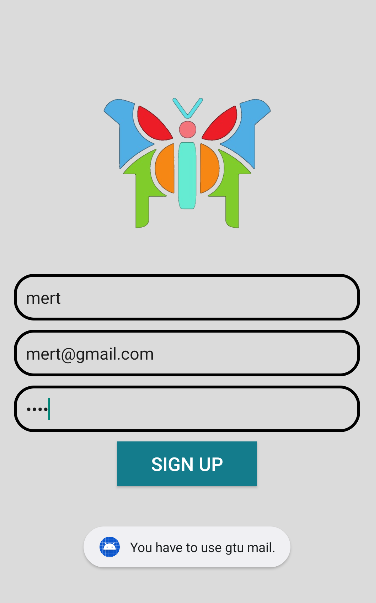 mert
mert@gmail.com
••••
SIGN UP
You have to use gtu mail.